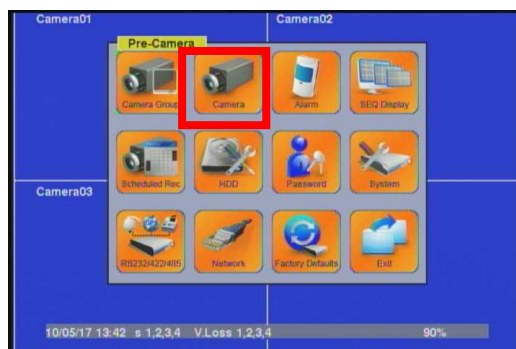 Camera01 Camera02
Pre-Camera
Camera Group Camera Alarm SEQ Display
Scheduled Rec HDD Password System
Camera03
RS232/422/485 Network Factory Defaults Exit
10/05/17 13:42 s 1,2,3,4 V.Loss 1,2,3,4 90%